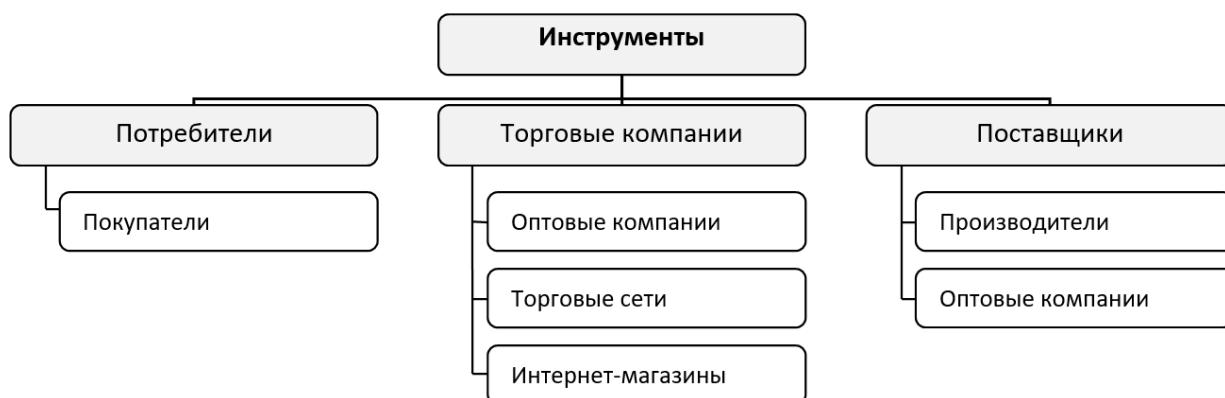 Инструменты
Потребители
Торговые компании
Поставщики
Покупатели
Оптовые компании
Производители
Торговые сети
Оптовые компании
Интернет-магазины